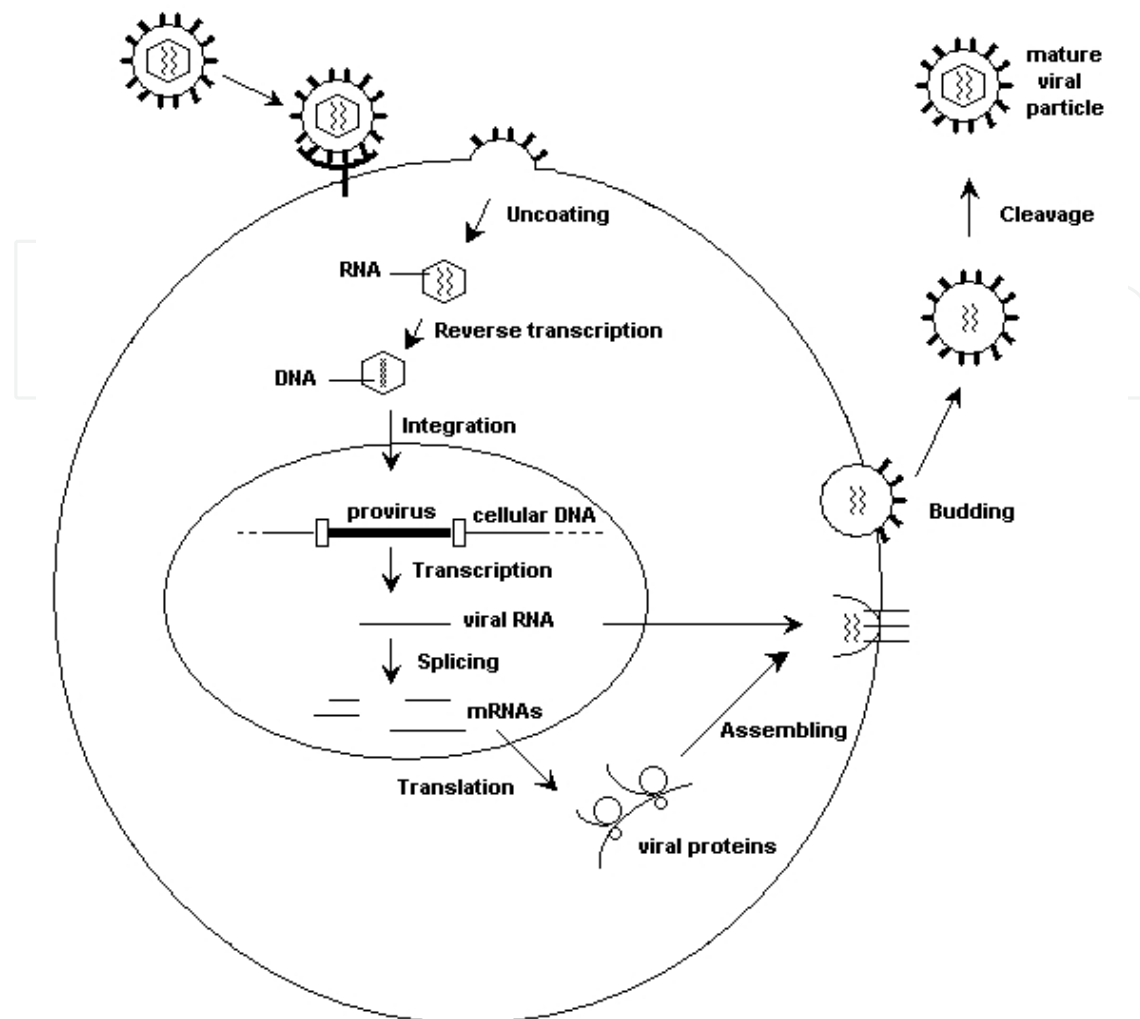 mature
viral
particle
Uncoating
Cleavage
RNA
Reverse transcription
DNA
Integration
provirus
cellular DNA
Budding
Transcription
viral RNA
Splicing
mRNAs
Assembling
Translation
viral proteins